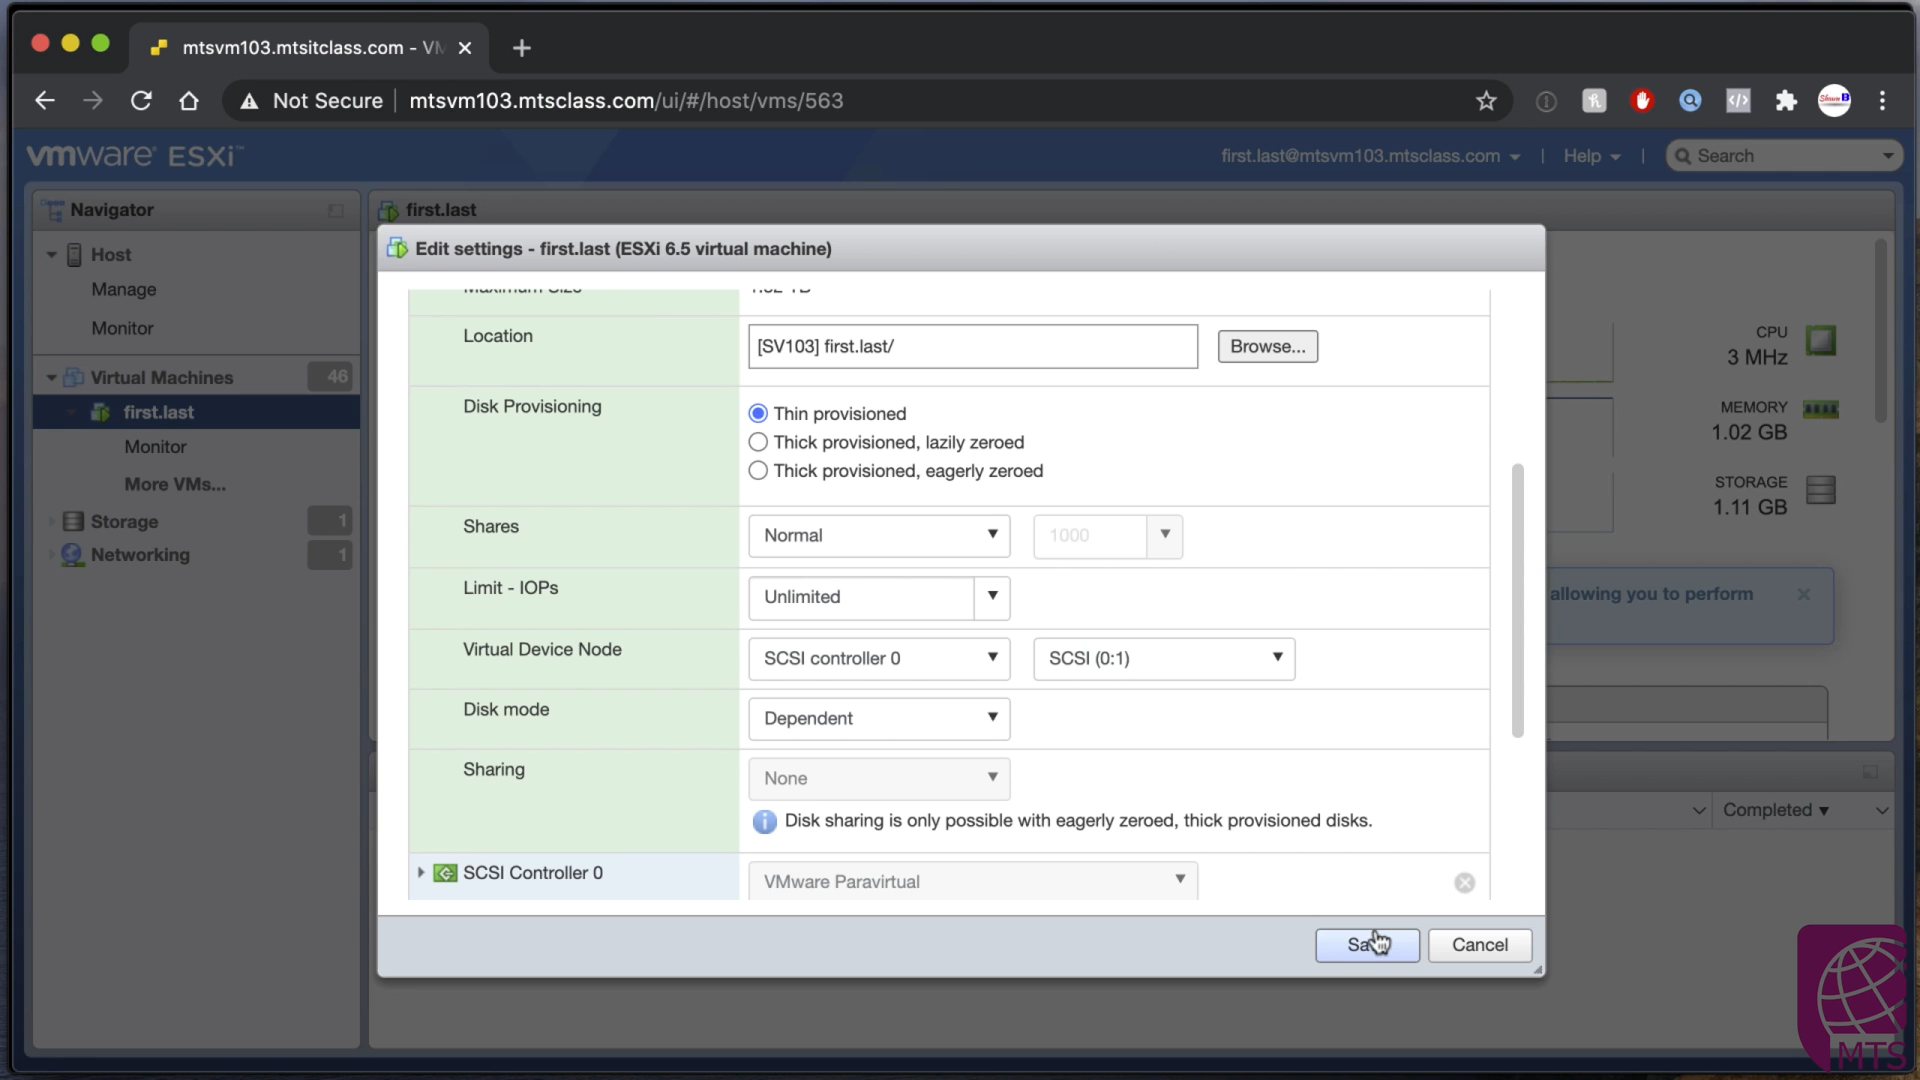 mtsvm103.mtsitclass.com - VM
Not Secure
mtsvm103.mtsclass.com/ui/#/host/vms/563
vmware ESXi™
first.last@mtsvm103.mtsclass.com
Help
Search
Navigator
first.last
Host
Manage
Monitor
Virtual Machines 46
first.last
Monitor
More VMs...
Storage 1
Networking 1
Edit settings - first.last (ESXi 6.5 virtual machine)
Maximum Size
Location
[SV103] first.last/
Browse...
Disk Provisioning
Thin provisioned
Thick provisioned, lazily zeroed
Thick provisioned, eagerly zeroed
Shares
Normal
1000
Limit - IOPs
Unlimited
Virtual Device Node
SCSI controller 0
SCSI (0:1)
Disk mode
Dependent
Sharing
None
Disk sharing is only possible with eagerly zeroed, thick provisioned disks.
SCSI Controller 0
VMware Paravirtual
Cancel
CPU
3 MHz
MEMORY
1.02 GB
STORAGE
1.11 GB
allowing you to perform
Completed ▼
MTS